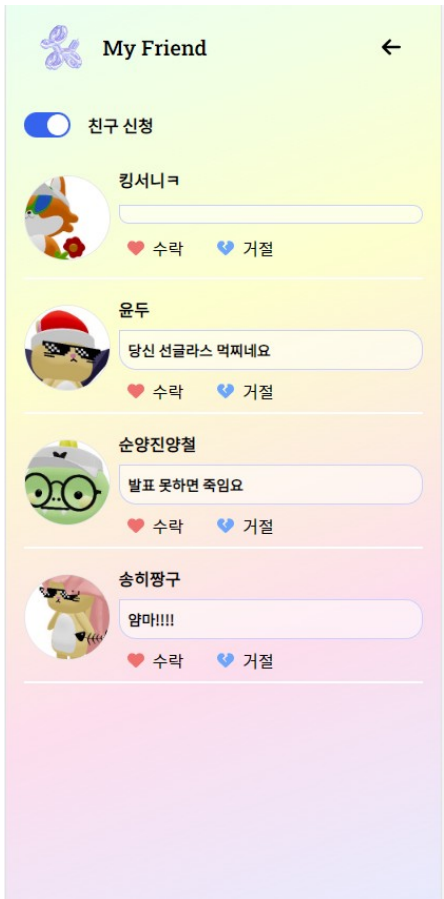 My Friend
친구 신청
킹서니ㅋ
수락 거절
윤두
당신 선글라스 먹찌네요
수락 거절
순양진양철
발표 못하면 죽임요
수락 거절
송히짱구
얌마!!!!
수락 거절